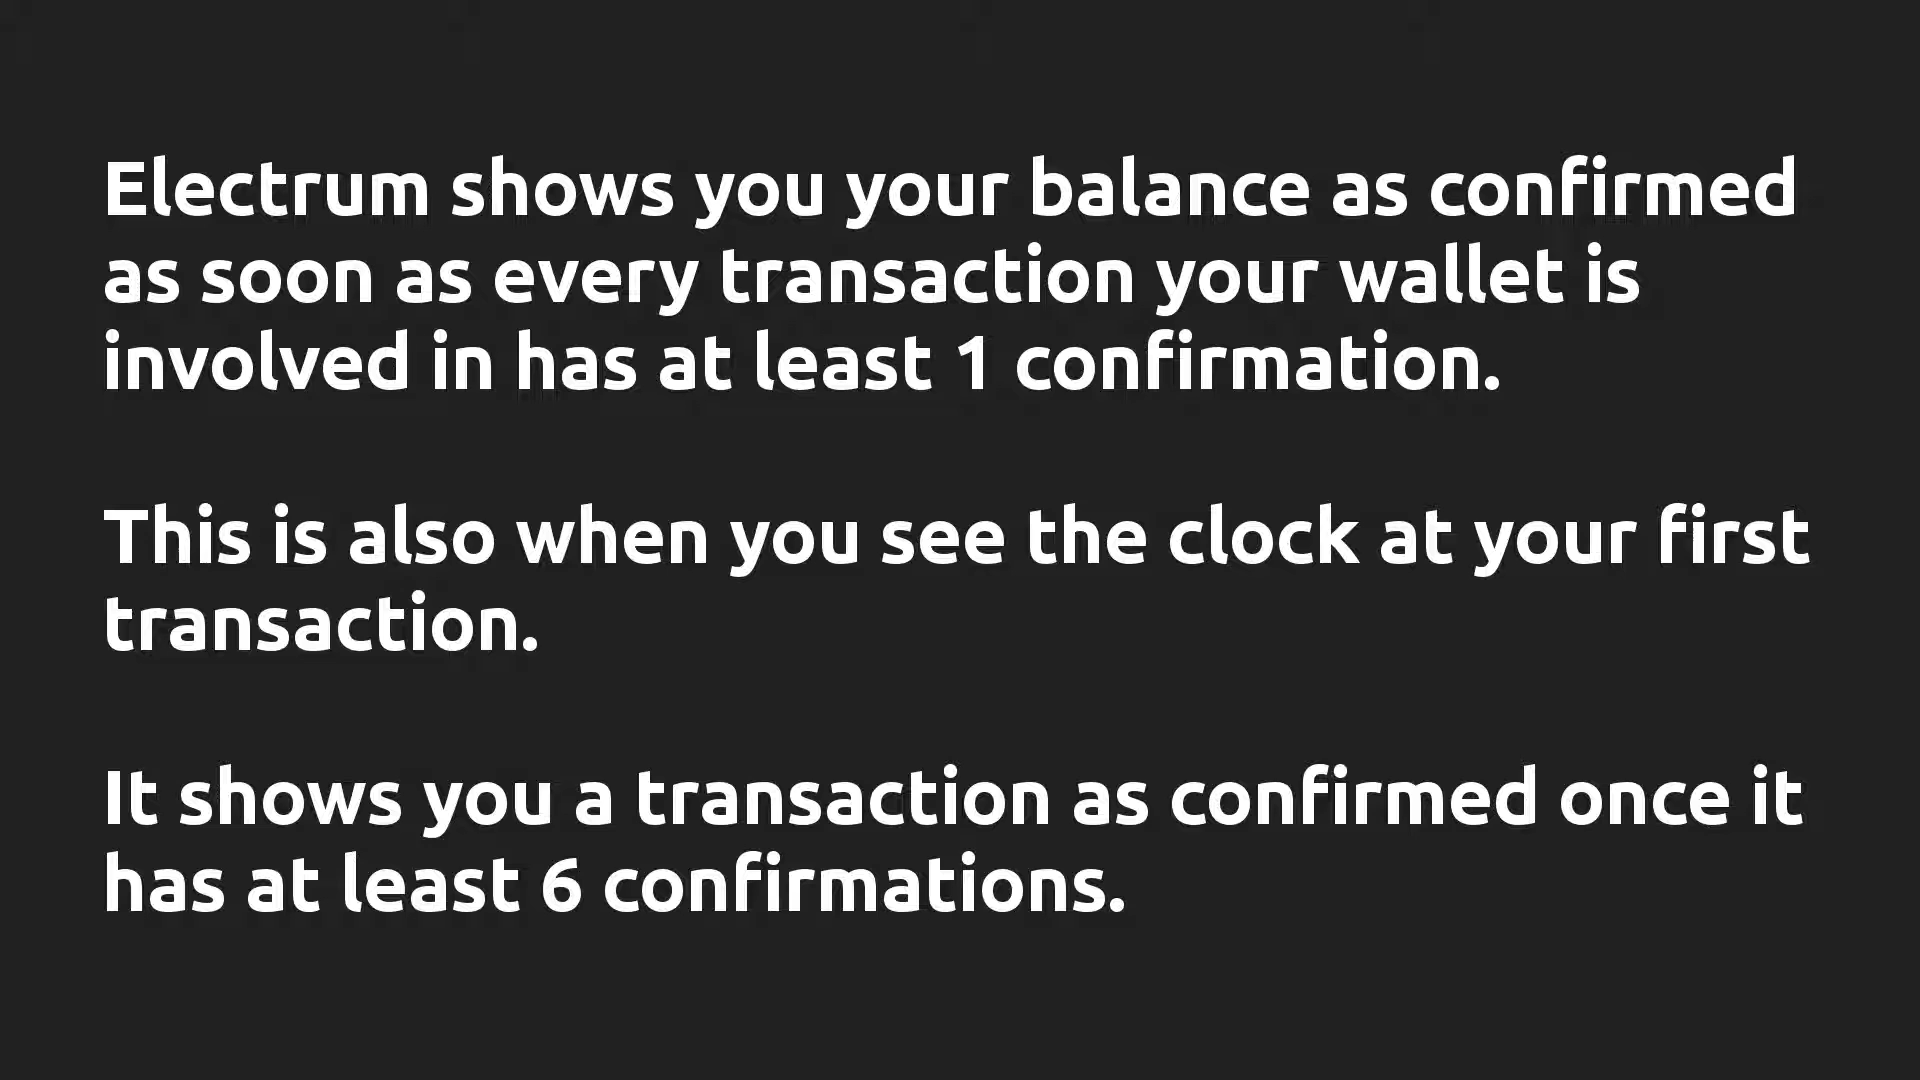 Electrum shows you your balance as confirmed
as soon as every transaction your wallet is
involved in has at least 1 confirmation.
This is also when you see the clock at your first
transaction.
It shows you a transaction as confirmed once it
has at least 6 confirmations.